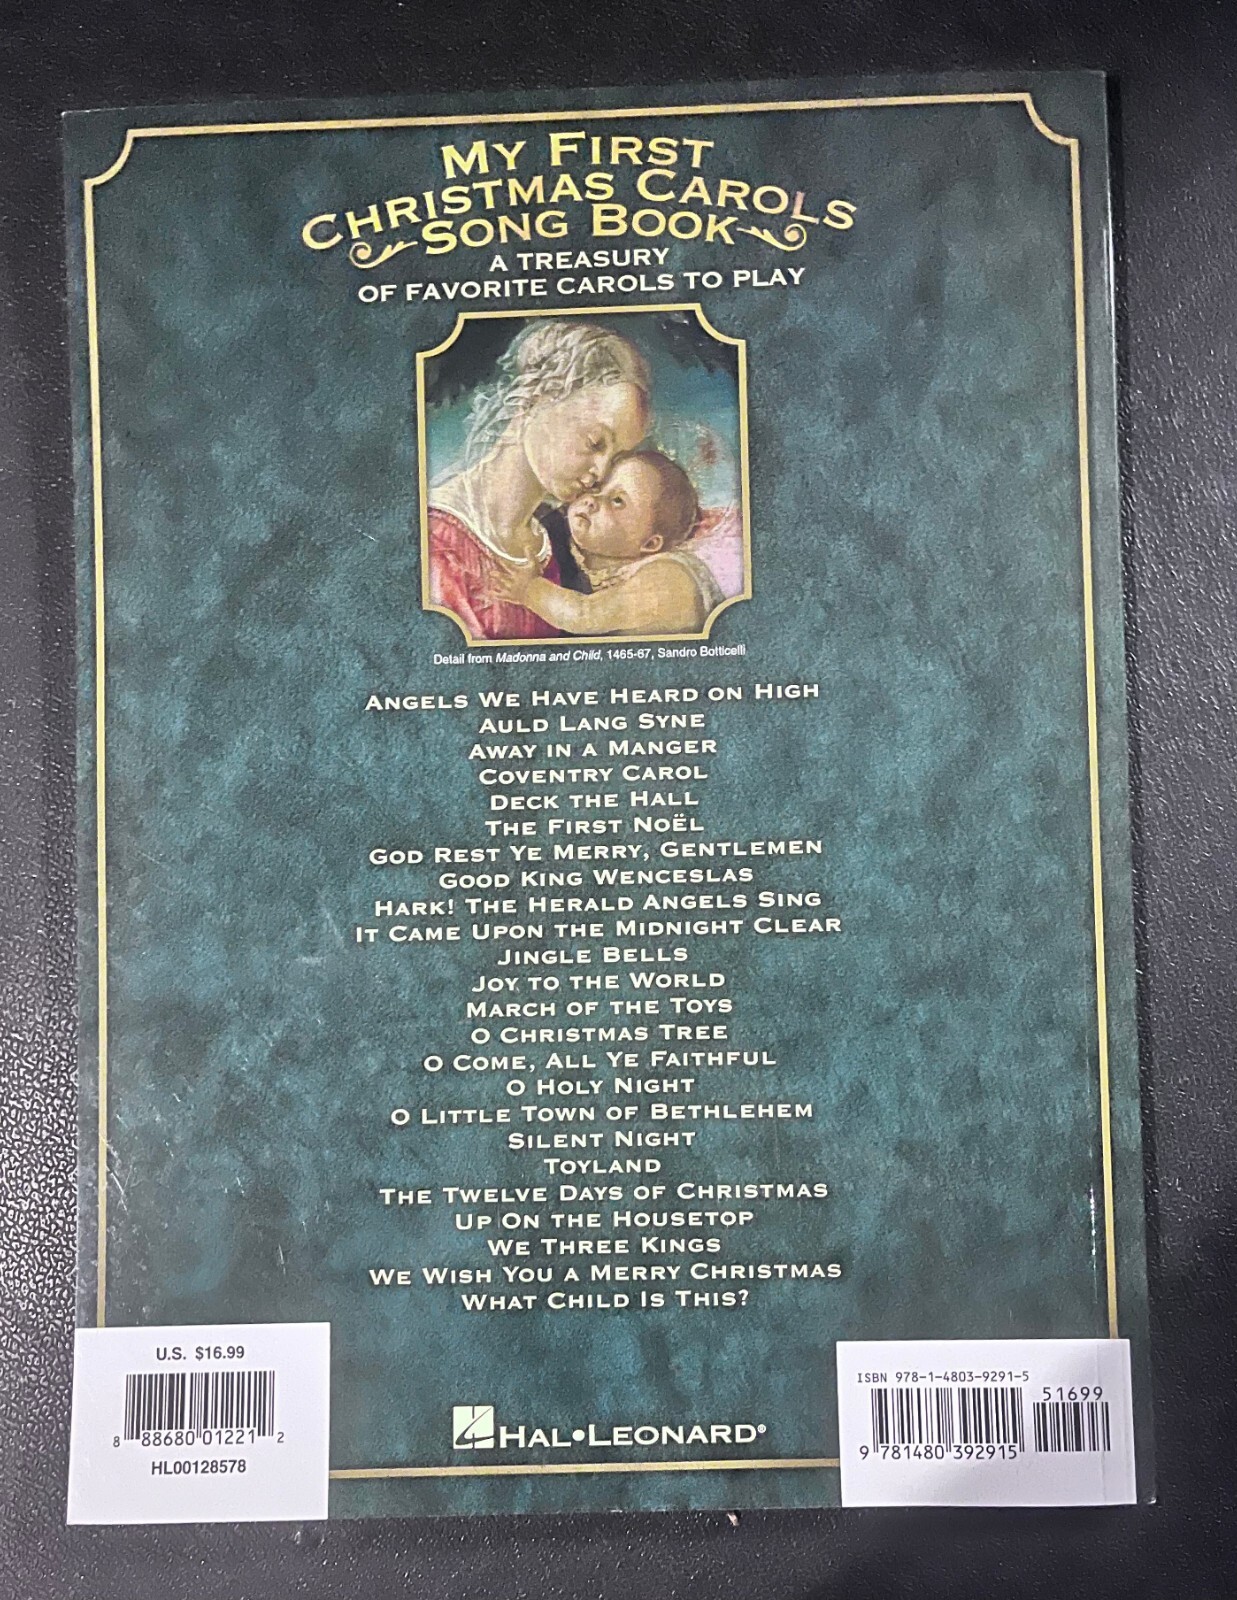 MY FIRST
CHRISTMAS CAROLS
SONG BOOK
A TREASURY
OF FAVORITE CAROLS TO PLAY
Detail from Madonna and Child, 1465-67, Sandro Botticelli
ANGELS WE HAVE HEARD ON HIGH
AULD LANG SYNE
AWAY IN A MANGER
COVENTRY CAROL
DECK THE HALL
THE FIRST NOËL
GOD REST YE MERRY, GENTLEMEN
GOOD KING WENCESLAS
HARK! THE HERALD ANGELS SING
IT CAME UPON THE MIDNIGHT CLEAR
JINGLE BELLS
JOY TO THE WORLD
MARCH OF THE TOYS
O CHRISTMAS TREE
O COME, ALL YE FAITHFUL
O HOLY NIGHT
O LITTLE TOWN OF BETHLEHEM
SILENT NIGHT
TOYLAND
THE TWELVE DAYS OF CHRISTMAS
UP ON THE HOUSETOP
WE THREE KINGS
WE WISH YOU A MERRY CHRISTMAS
WHAT CHILD IS THIS?
U.S. $16.99
8 88680 01221 2
HL00128578
HAL•LEONARD®
ISBN 978-1-4803-9291-5
51699
9 781480 392915